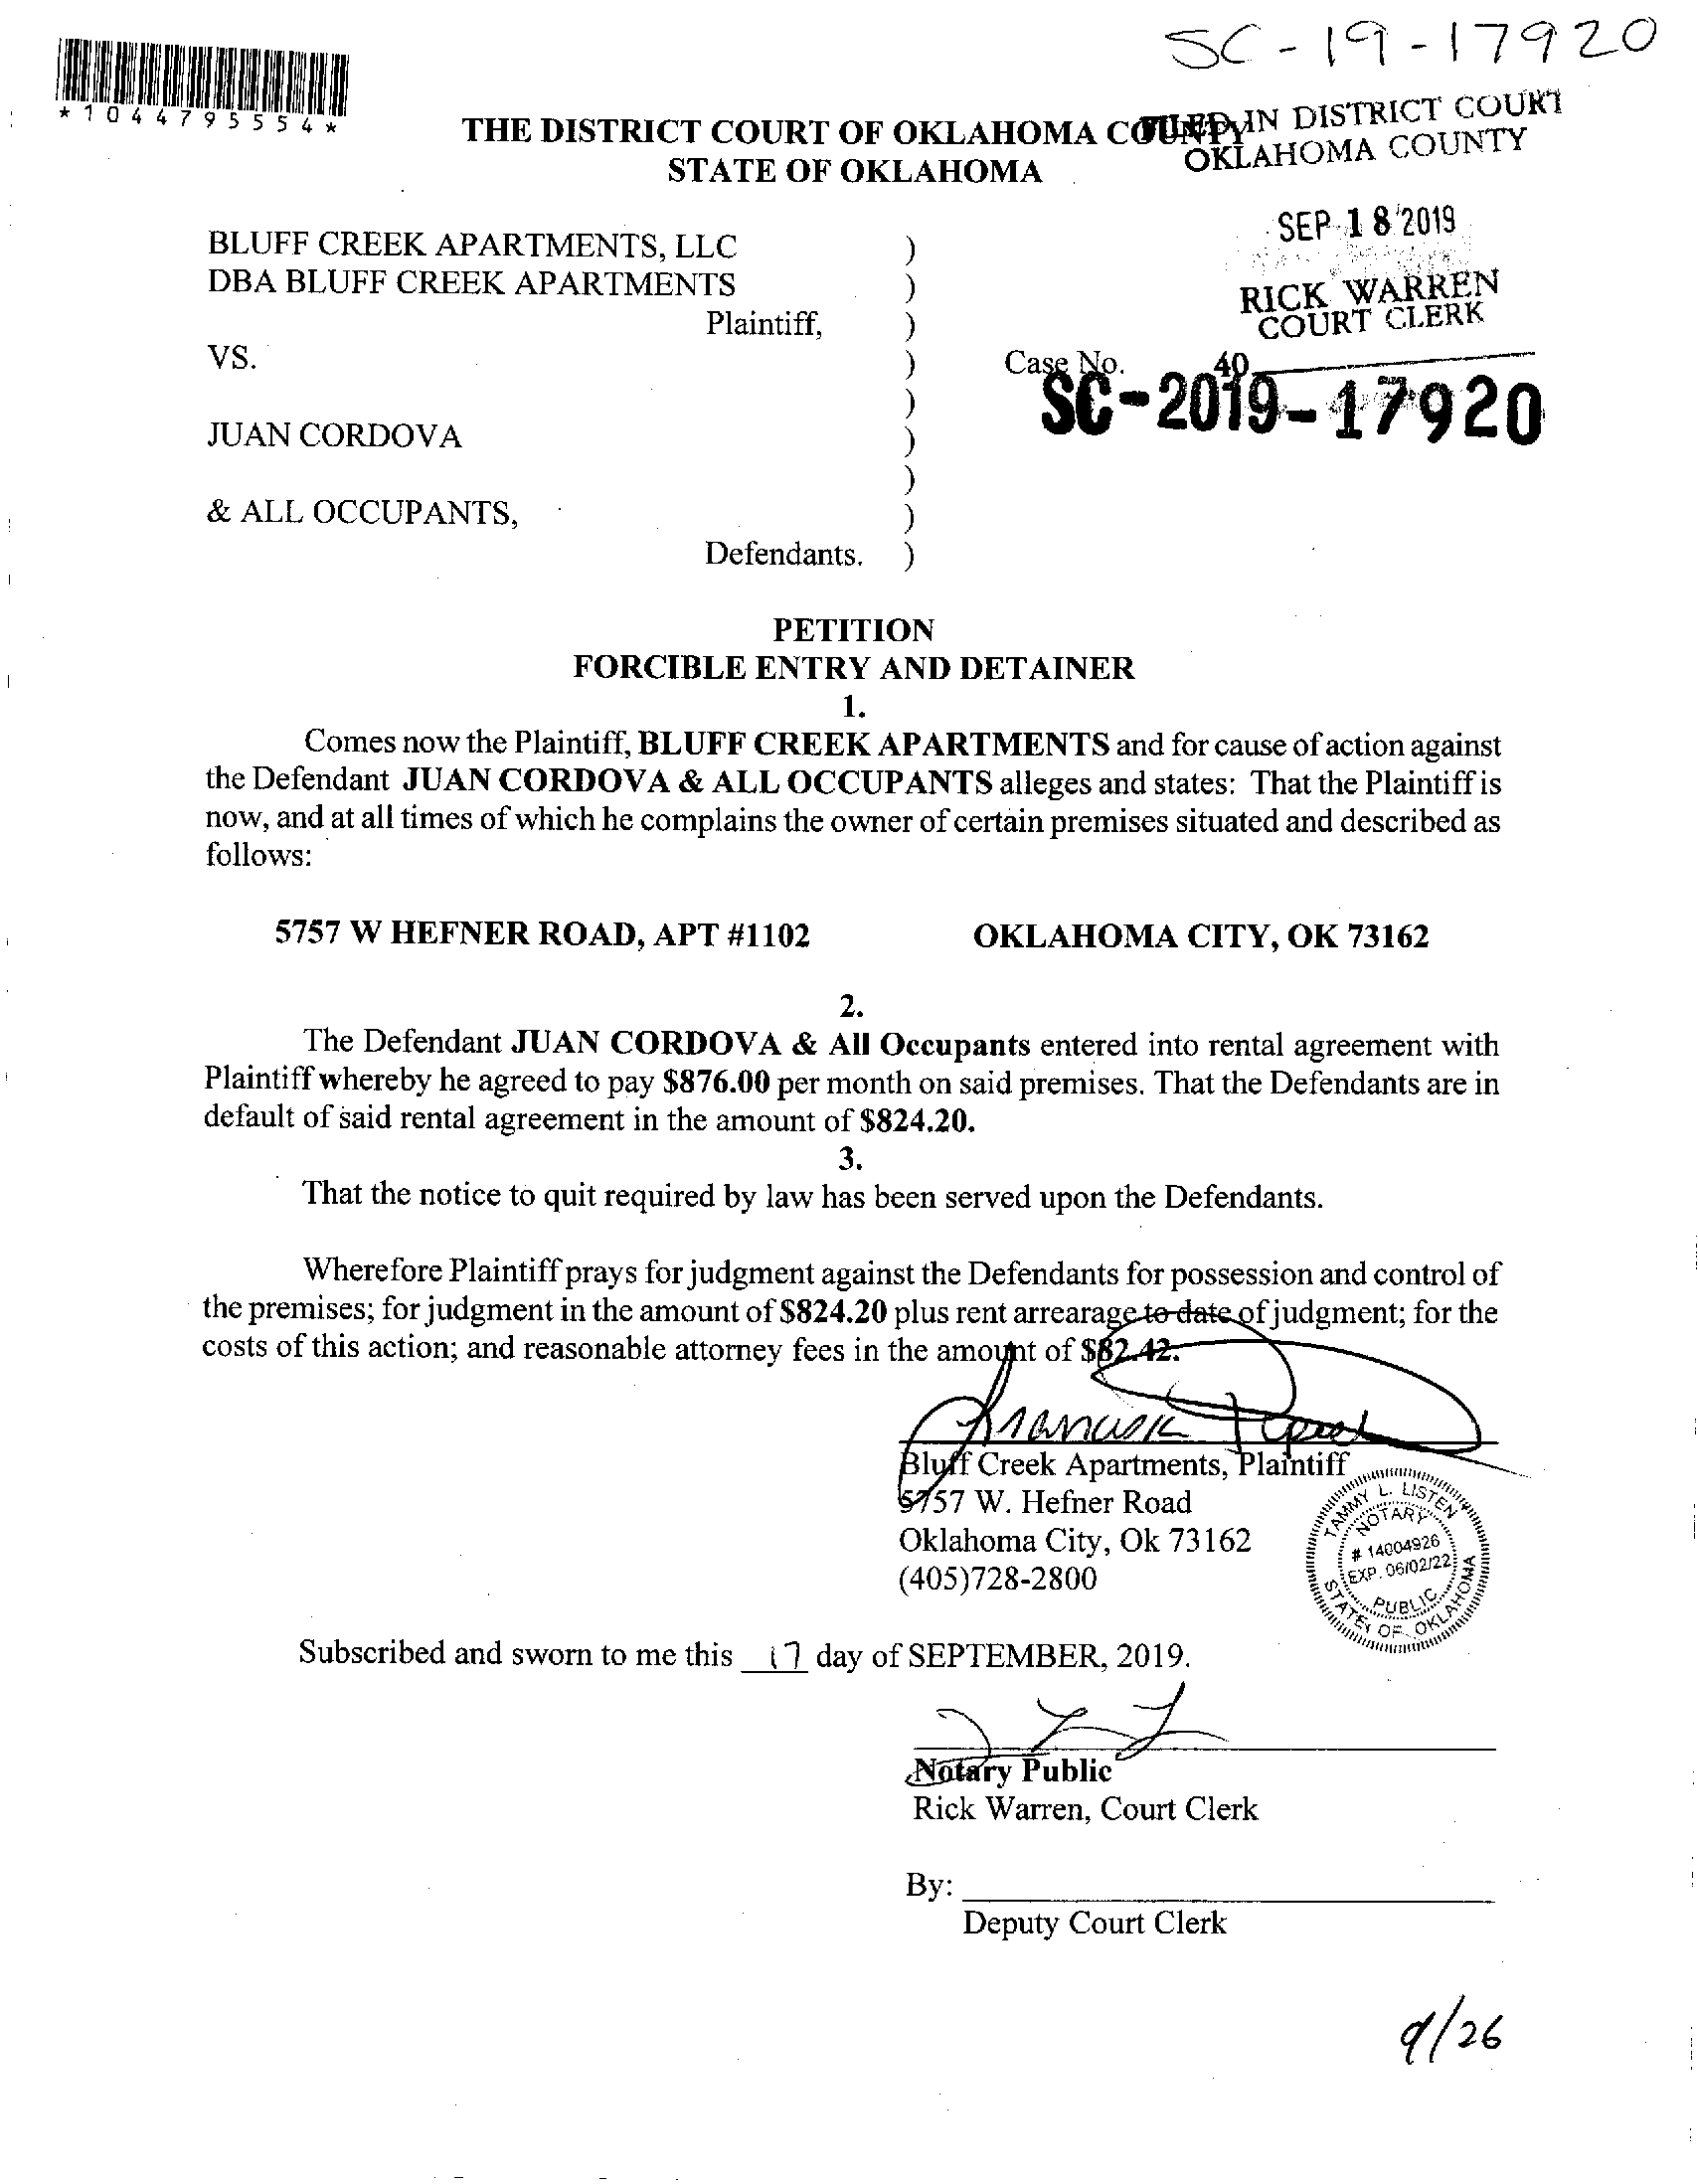 SC-19-17920
*1044795554*
THE DISTRICT COURT OF OKLAHOMA COUNTY
STATE OF OKLAHOMA
FILED IN DISTRICT COURT
OKLAHOMA COUNTY
SEP 18 2019
RICK WARREN
COURT CLERK
40
BLUFF CREEK APARTMENTS, LLC )
DBA BLUFF CREEK APARTMENTS )
Plaintiff, )
VS. ) Case No.
) SC-2019-17920
JUAN CORDOVA )
)
& ALL OCCUPANTS, )
Defendants. )
PETITION
FORCIBLE ENTRY AND DETAINER
1.
Comes now the Plaintiff, BLUFF CREEK APARTMENTS and for cause of action against
the Defendant JUAN CORDOVA & ALL OCCUPANTS alleges and states: That the Plaintiff is
now, and at all times of which he complains the owner of certain premises situated and described as
follows:
5757 W HEFNER ROAD, APT #1102 OKLAHOMA CITY, OK 73162
2.
The Defendant JUAN CORDOVA & All Occupants entered into rental agreement with
Plaintiff whereby he agreed to pay $876.00 per month on said premises. That the Defendants are in
default of said rental agreement in the amount of $824.20.
3.
That the notice to quit required by law has been served upon the Defendants.
Wherefore Plaintiff prays for judgment against the Defendants for possession and control of
the premises; for judgment in the amount of $824.20 plus rent arrearage to date of judgment; for the
costs of this action; and reasonable attorney fees in the amount of $82.42.
Bluff Creek Apartments, Plaintiff
5757 W. Hefner Road
Oklahoma City, Ok 73162
(405)728-2800
TAMMY L. LISTEN
NOTARY
# 14004926
EXP. 06/02/22
PUBLIC
STATE OF OKLAHOMA
Subscribed and sworn to me this 17 day of SEPTEMBER, 2019.
Notary Public
Rick Warren, Court Clerk
By:
Deputy Court Clerk
9/26